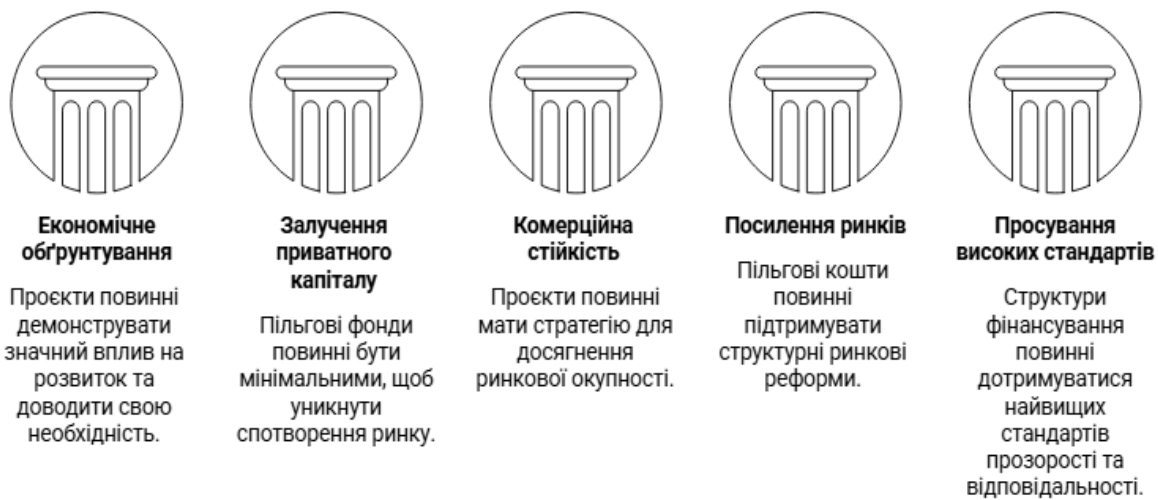 Економічне
обґрунтування
Проєкти повинні
демонструвати
значний вплив на
розвиток та
доводити свою
необхідність.
Залучення
приватного
капіталу
Пільгові фонди
повинні бути
мінімальними, щоб
уникнути
спотворення ринку.
Комерційна
стійкість
Проєкти повинні
мати стратегію для
досягнення
ринкової окупності.
Посилення ринків
Пільгові кошти
повинні
підтримувати
структурні ринкові
реформи.
Просування
високих стандартів
Структури
фінансування
повинні
дотримуватися
найвищих
стандартів
прозорості та
відповідальності.